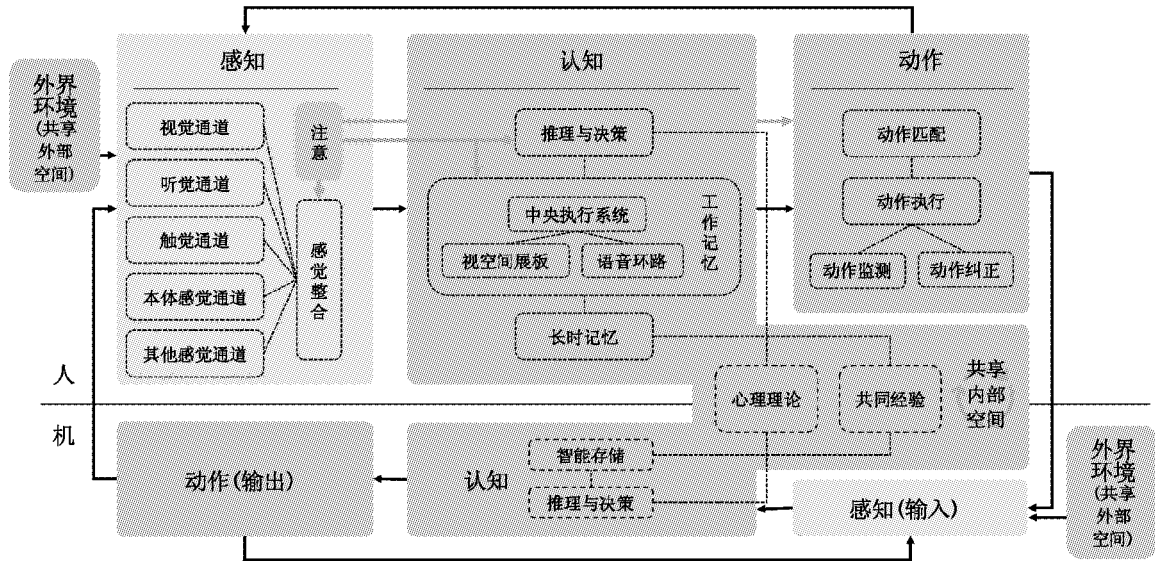 感知
认知
动作
外界
环境
(共享
外部
空间)
视觉通道
听觉通道
触觉通道
本体感觉通道
其他感觉通道
注意
感觉整合
推理与决策
中央执行系统
视空间展板
语音环路
工作记忆
长时记忆
动作匹配
动作执行
动作监测
动作纠正
人
机
心理理论
共同经验
共享
内部
空间
动作(输出)
认知
智能存储
推理与决策
感知(输入)
外界
环境
(共享
外部
空间)